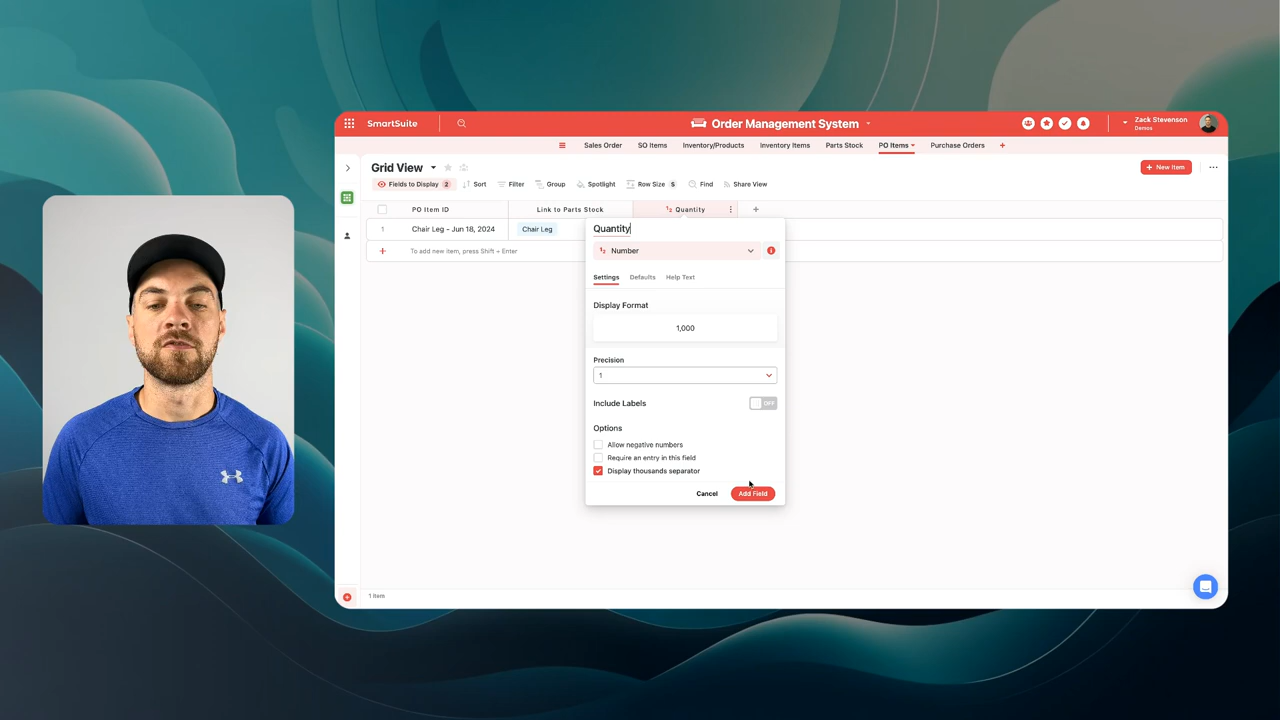 SmartSuite
Order Management System
Zack Stevenson
Demos
Sales Order
SO Items
Inventory/Products
Inventory Items
Parts Stock
PO Items
Purchase Orders
+
Grid View
+ New Item
Fields to Display 2
Sort
Filter
Group
Spotlight
Row Size S
Find
Share View
PO Item ID
Link to Parts Stock
Quantity
+
1
Chair Leg - Jun 18, 2024
Chair Leg
+ To add new item, press Shift + Enter
Quantity
Number
Settings
Defaults
Help Text
Display Format
1,000
Precision
1
Include Labels
OFF
Options
Allow negative numbers
Require an entry in this field
Display thousands separator
Cancel
Add Field
1 item